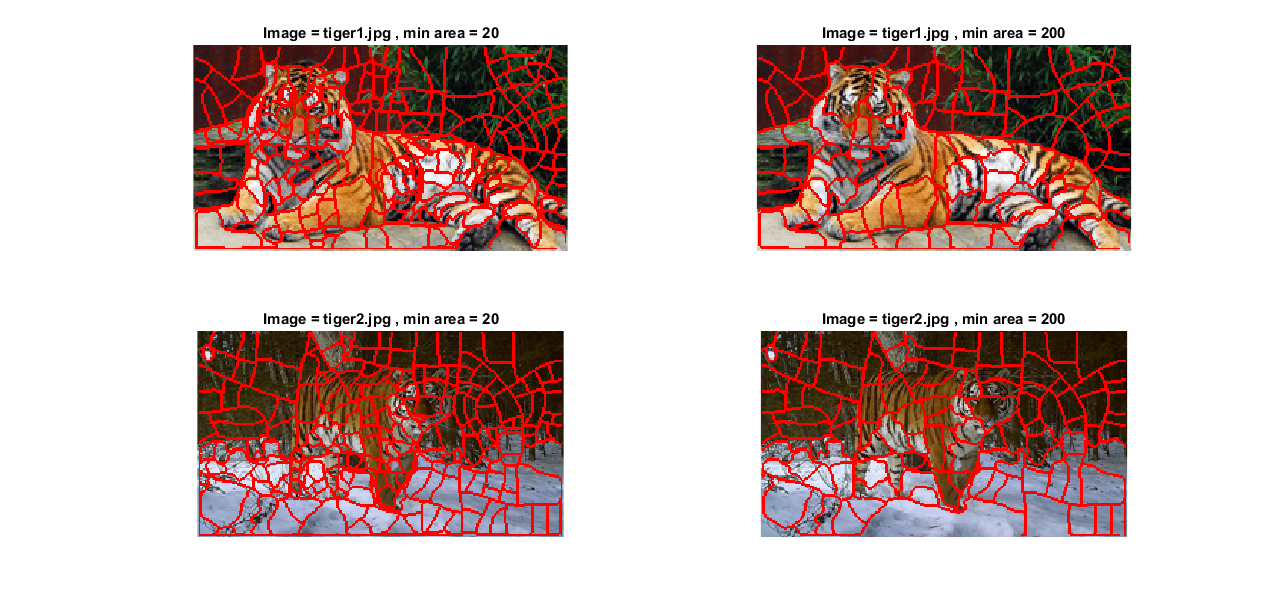 Image = tiger1.jpg , min area = 20
Image = tiger1.jpg , min area = 200
Image = tiger2.jpg , min area = 20
Image = tiger2.jpg , min area = 200